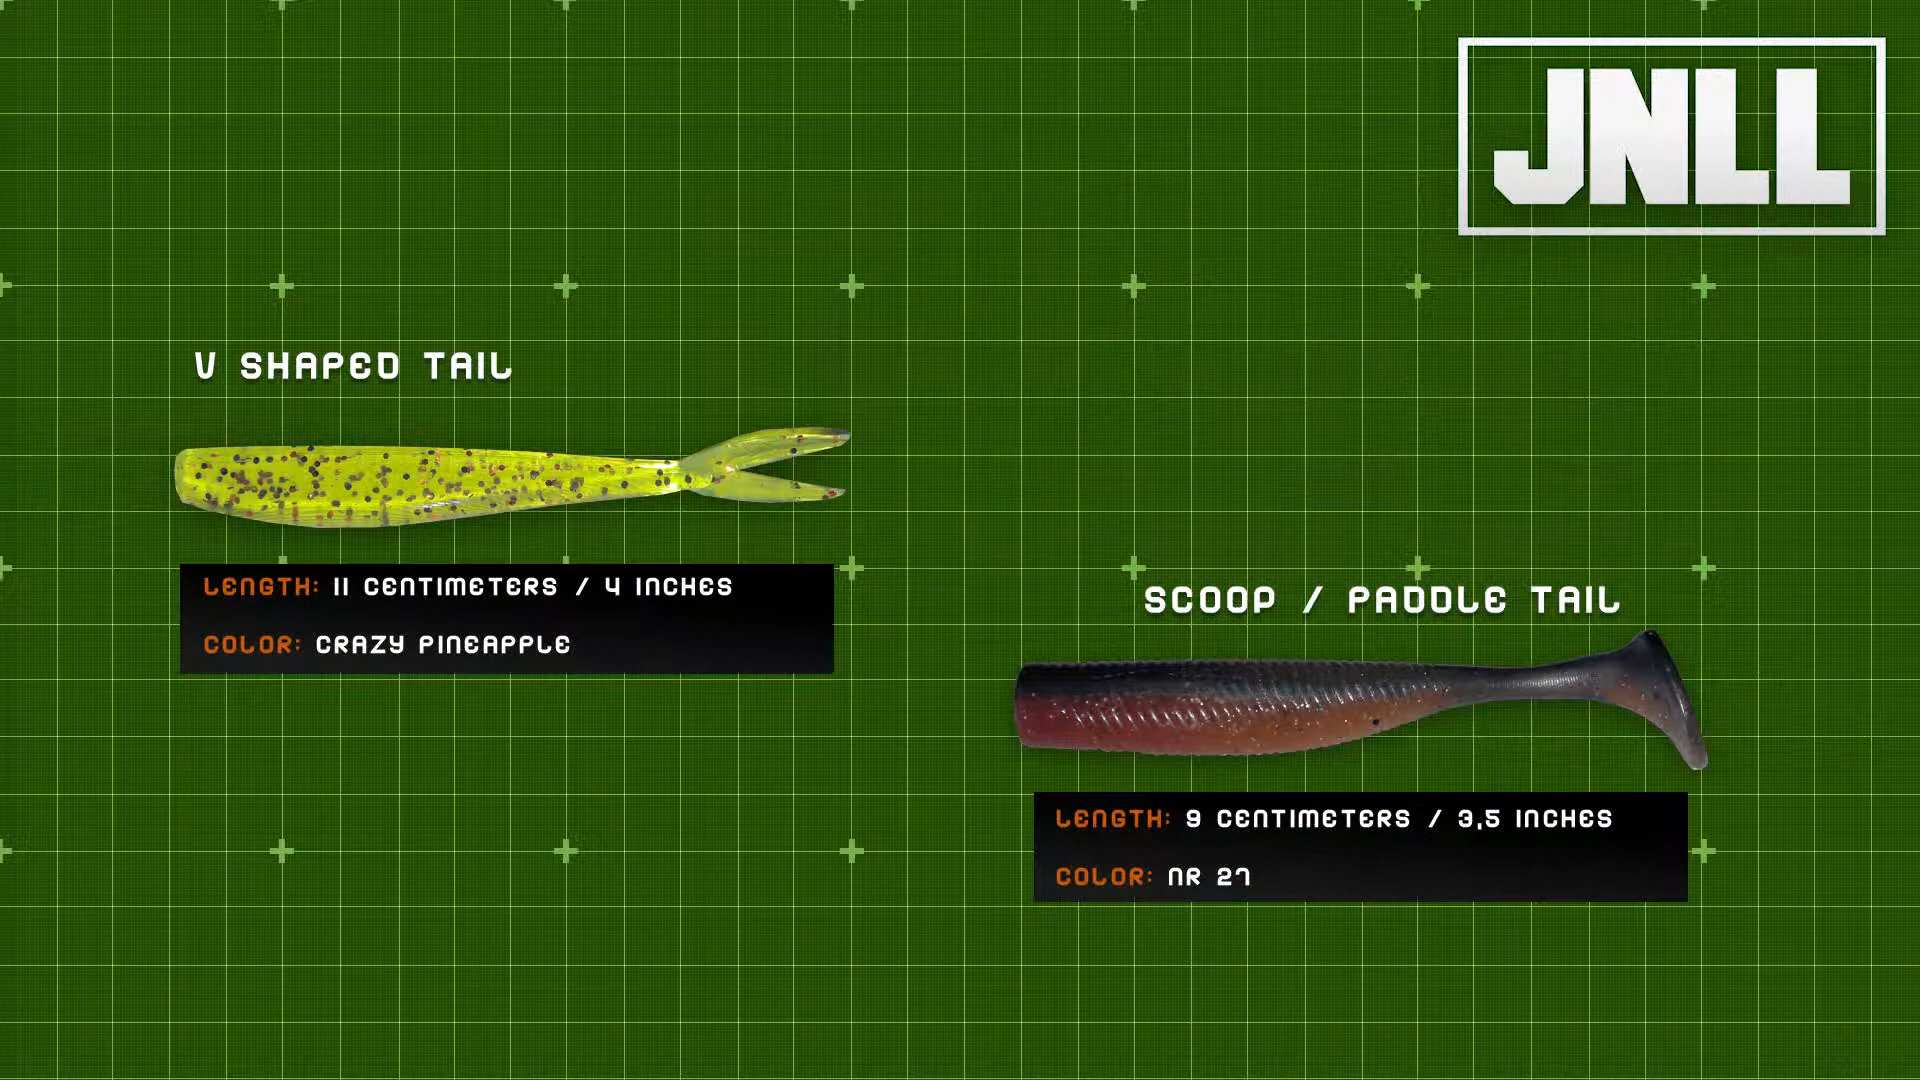 JNLL
V SHAPED TAIL
LENGTH: 11 CENTIMETERS / 4 INCHES
COLOR: CRAZY PINEAPPLE
SCOOP / PADDLE TAIL
LENGTH: 9 CENTIMETERS / 3,5 INCHES
COLOR: NR 27